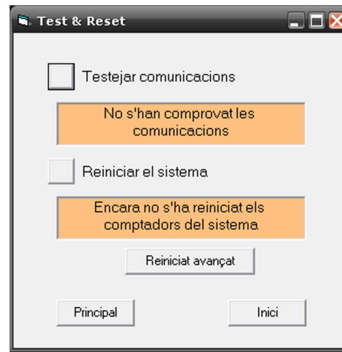 Test & Reset
Testejar comunicacions
No s'han comprovat les
comunicacions
Reiniciar el sistema
Encara no s'ha reiniciat els
comptadors del sistema
Reiniciat avançat
Principal
Inici